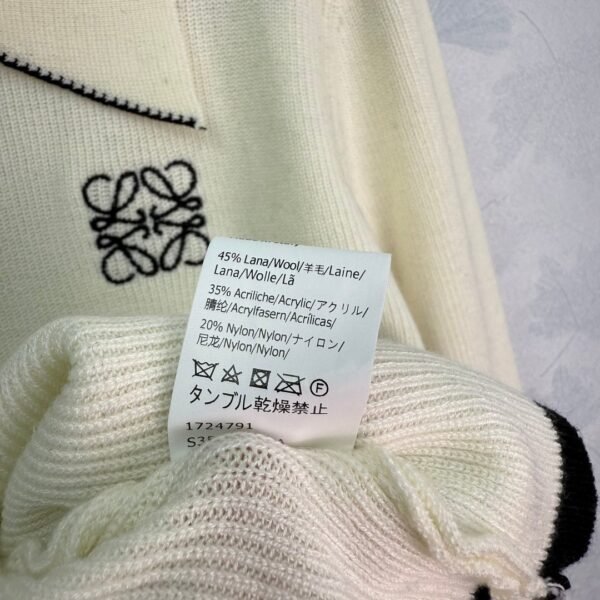 45% Lana/Wool/羊毛/Laine/
Lana/Wolle/Lã
35% Acriliche/Acrylic/アクリル/
腈纶/Acrylfasern/Acrílicas/
20% Nylon/Nylon/ナイロン/
尼龙/Nylon/Nylon/
F
タンブル乾燥禁止
1724791